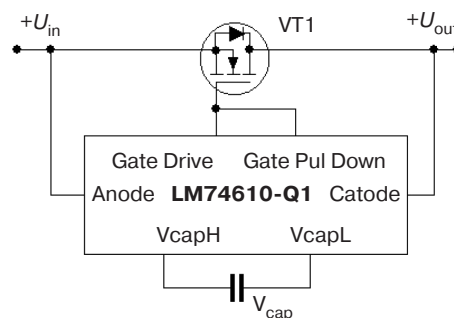 +Uin
VT1
+Uout
Gate Drive
Gate Pul Down
Anode
LM74610-Q1
Catode
VcapH
VcapL
Vcap